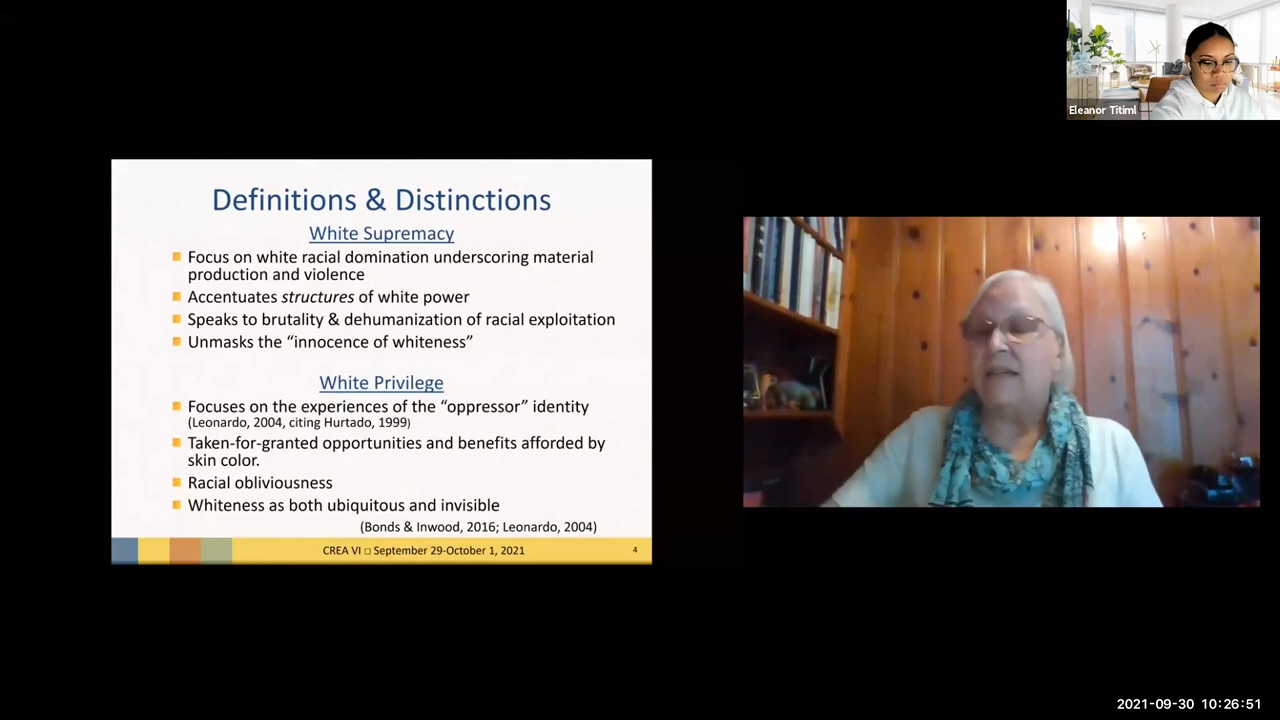 Eleanor Titiml
Definitions & Distinctions
White Supremacy
Focus on white racial domination underscoring material
production and violence
Accentuates structures of white power
Speaks to brutality & dehumanization of racial exploitation
Unmasks the “innocence of whiteness”
White Privilege
Focuses on the experiences of the “oppressor” identity
(Leonardo, 2004, citing Hurtado, 1999)
Taken-for-granted opportunities and benefits afforded by
skin color.
Racial obliviousness
Whiteness as both ubiquitous and invisible
(Bonds & Inwood, 2016; Leonardo, 2004)
CREA VI □ September 29-October 1, 2021
4
2021-09-30 10:26:51